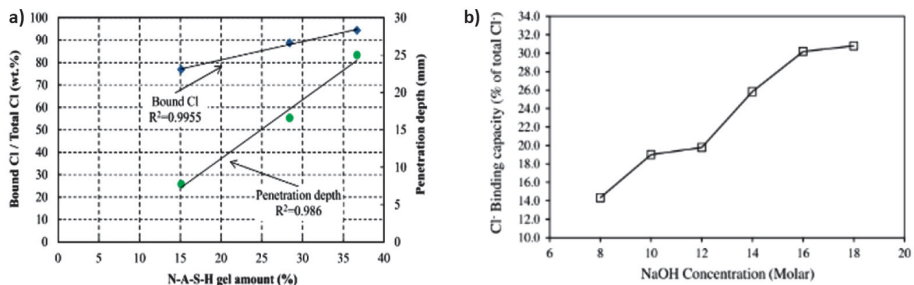 a)
Bound Cl / Total Cl (wt.%)
100
90
80
70
60
50
40
30
20
10
0
Bound Cl
R²=0.9955
Penetration depth
R²=0.986
30
25
20
15
10
5
0
Penetration depth (mm)
0 5 10 15 20 25 30 35 40
N-A-S-H gel amount (%)
b)
Cl⁻ Binding capacity (% of total Cl⁻)
34.0
32.0
30.0
28.0
26.0
24.0
22.0
20.0
18.0
16.0
14.0
12.0
10.0
6 8 10 12 14 16 18 20
NaOH Concentration (Molar)